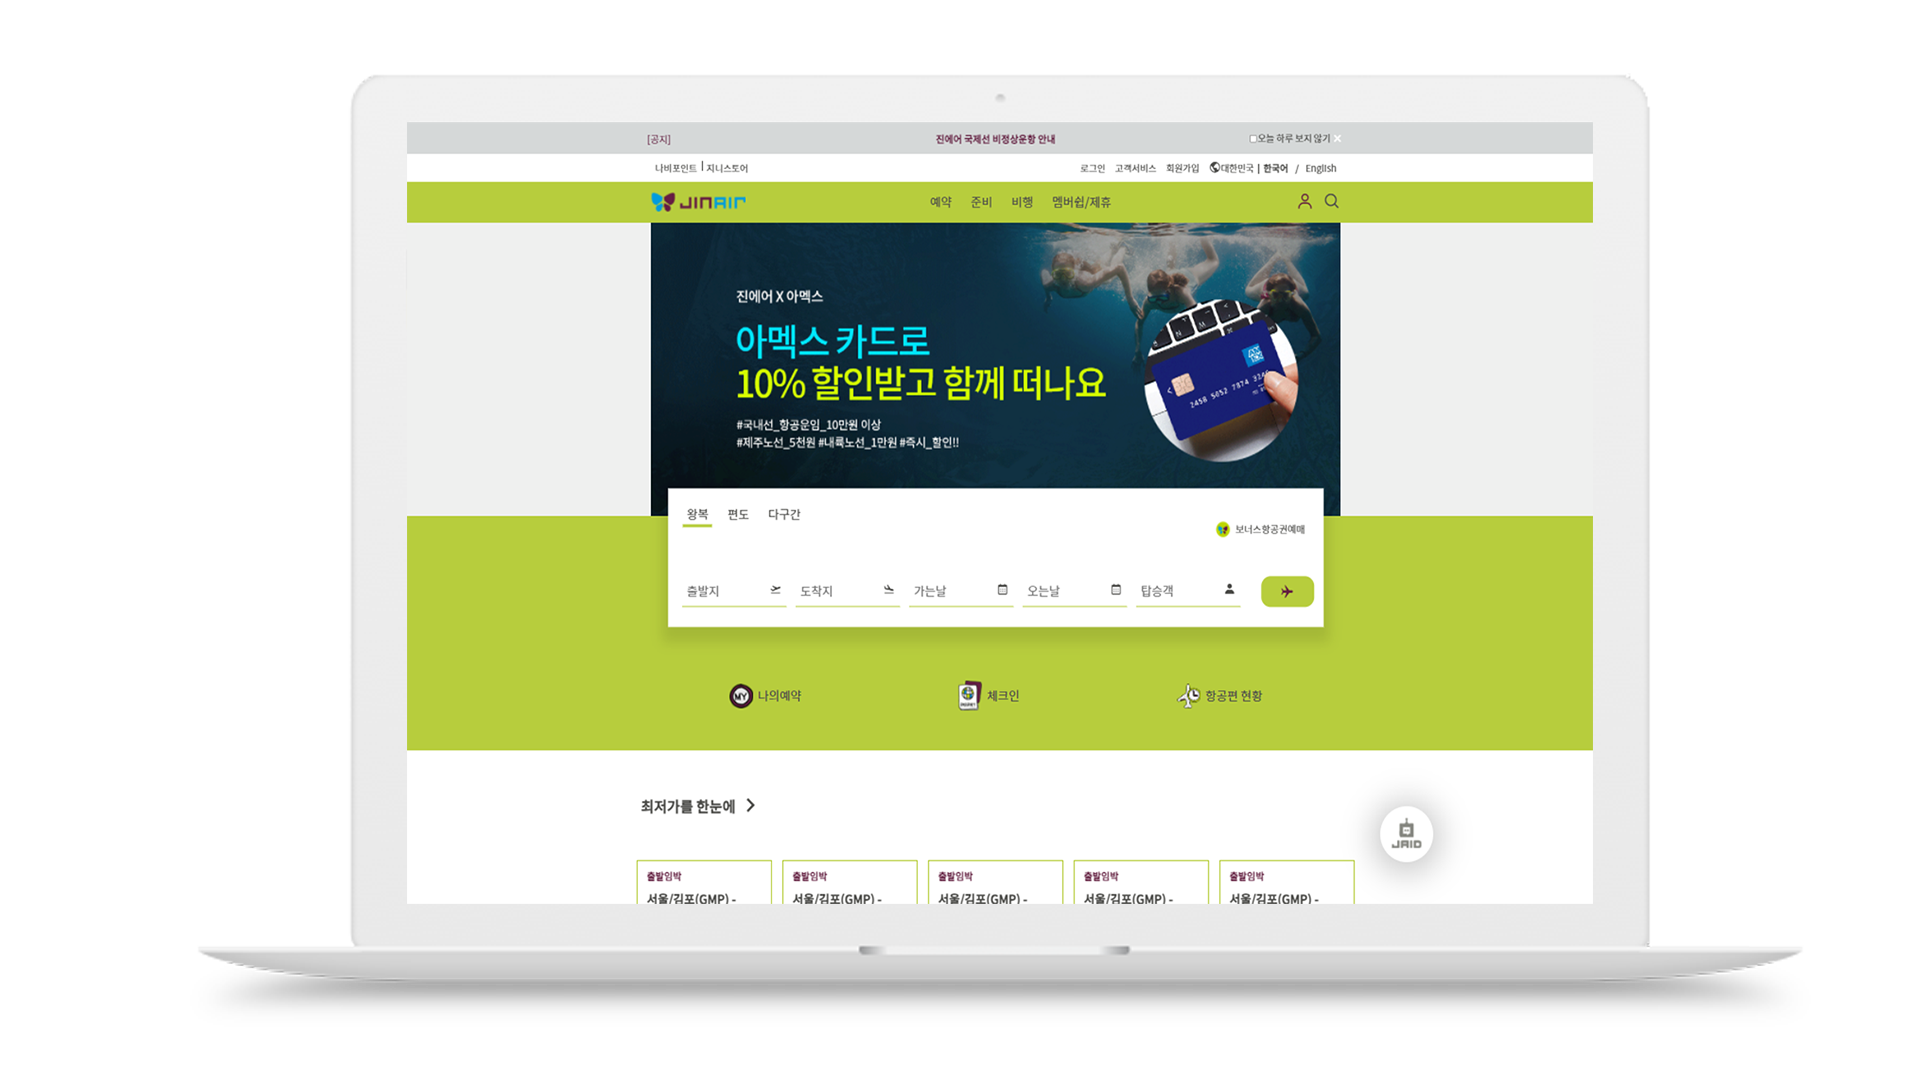 [공지] 진에어 국제선 비정상운항 안내 오늘 하루 보지 않기 ×
나비포인트 | 지니스토어 로그인 고객서비스 회원가입 대한민국 | 한국어 / English
JINAIR 예약 준비 비행 멤버쉽/제휴
진에어 X 아멕스
아멕스 카드로
10% 할인받고 함께 떠나요
#국내선_항공운임_10만원 이상
#제주노선_5천원 #내륙노선_1만원 #즉시_할인!!
왕복 편도 다구간
보너스항공권예매
출발지 도착지 가는날 오는날 탑승객
MY 나의예약 체크인 항공편 현황
최저가를 한눈에
JAID
출발임박 출발임박 출발임박 출발임박 출발임박
서울/김포(GMP) - 서울/김포(GMP) - 서울/김포(GMP) - 서울/김포(GMP) - 서울/김포(GMP) -